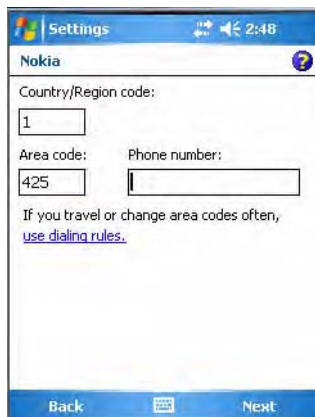 Settings 2:48
Nokia
Country/Region code:
1
Area code: Phone number:
425
If you travel or change area codes often,
use dialing rules.
Back Next